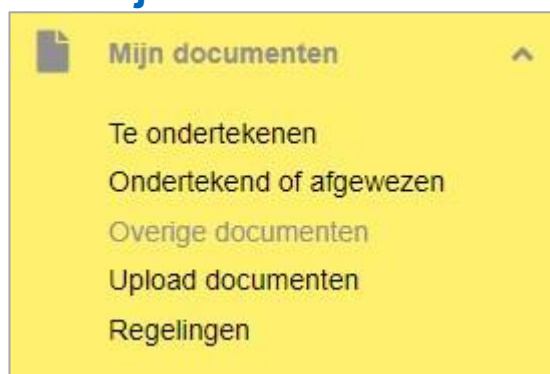 Mijn documenten
Te ondertekenen
Ondertekend of afgewezen
Overige documenten
Upload documenten
Regelingen